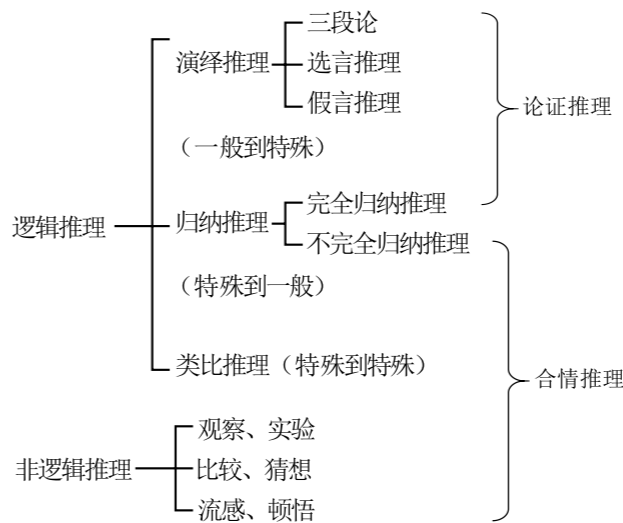 三段论
演绎推理
选言推理
假言推理
论证推理
（一般到特殊）
完全归纳推理
逻辑推理
归纳推理
不完全归纳推理
（特殊到一般）
类比推理（特殊到特殊）
合情推理
观察、实验
非逻辑推理
比较、猜想
流感、顿悟